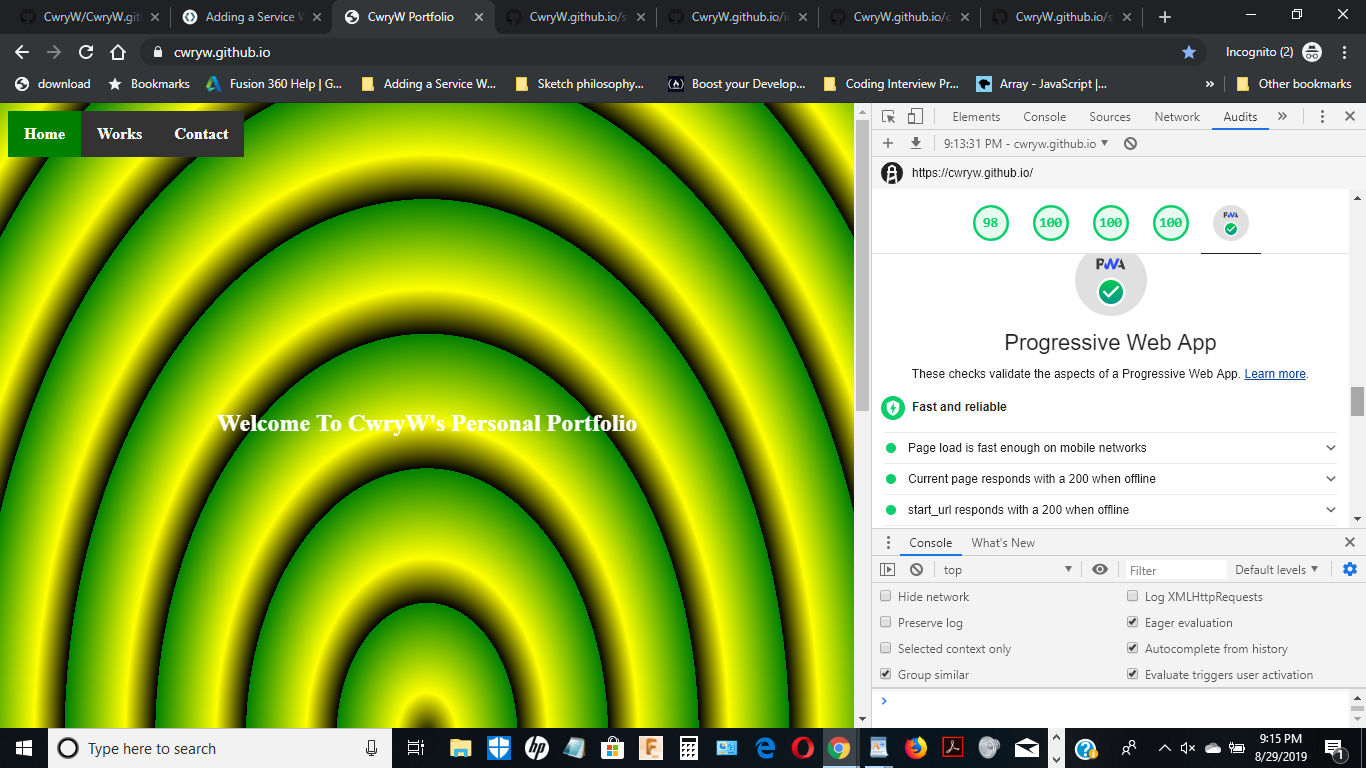 CwryW/CwryW.git
Adding a Service W
CwryW Portfolio
CwryW.github.io/s
CwryW.github.io/in
CwryW.github.io/c
CwryW.github.io/st
cwryw.github.io
Incognito (2)
download
Bookmarks
Fusion 360 Help | G...
Adding a Service W...
Sketch philosophy...
Boost your Develop...
Coding Interview Pr...
Array - JavaScript |...
»
Other bookmarks
Home
Works
Contact
Welcome To CwryW's Personal Portfolio
Elements
Console
Sources
Network
Audits
»
9:13:31 PM - cwryw.github.io
https://cwryw.github.io/
98
100
100
100
PWA
PWA
Progressive Web App
These checks validate the aspects of a Progressive Web App. Learn more.
Fast and reliable
Page load is fast enough on mobile networks
Current page responds with a 200 when offline
start_url responds with a 200 when offline
Console
What's New
top
Filter
Default levels
Hide network
Log XMLHttpRequests
Preserve log
Eager evaluation
Selected context only
Autocomplete from history
Group similar
Evaluate triggers user activation
Type here to search
9:15 PM
8/29/2019
1